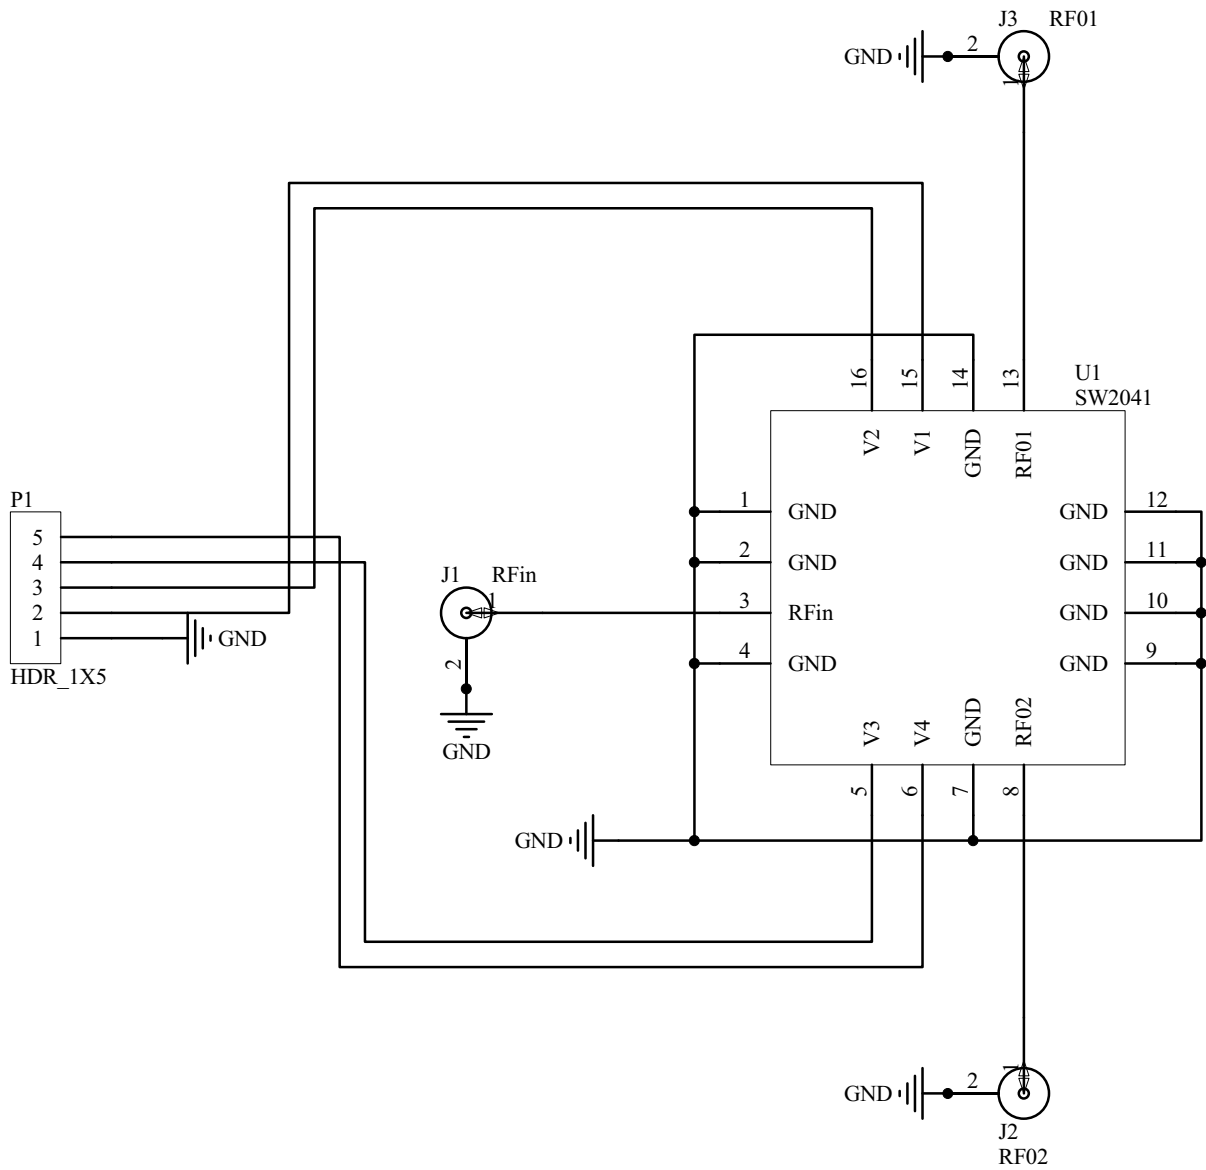 J3 RF01
GND 2
1
16 15 14 13
U1
SW2041
V2 V1 GND RF01
P1
5
4
3
2
1 GND
HDR_1X5
J1 RFin
1
2
GND
1 GND
2 GND
3 RFin
4 GND
GND 12
GND 11
GND 10
GND 9
V3 V4 GND RF02
5 6 7 8
GND
1
GND 2
J2
RF02